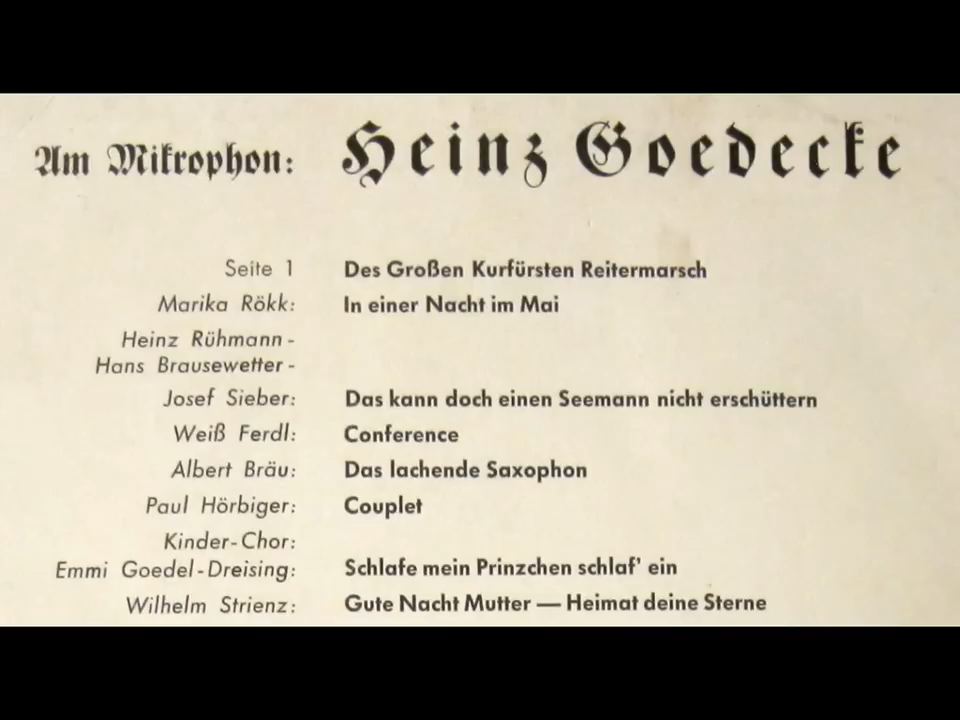 Am Mikrophon: Heinz Goedecke
Seite 1 Des Großen Kurfürsten Reitermarsch
Marika Rökk: In einer Nacht im Mai
Heinz Rühmann -
Hans Brausewetter -
Josef Sieber: Das kann doch einen Seemann nicht erschüttern
Weiß Ferdl: Conference
Albert Bräu: Das lachende Saxophon
Paul Hörbiger: Couplet
Kinder-Chor:
Emmi Goedel-Dreising: Schlafe mein Prinzchen schlaf' ein
Wilhelm Strienz: Gute Nacht Mutter — Heimat deine Sterne